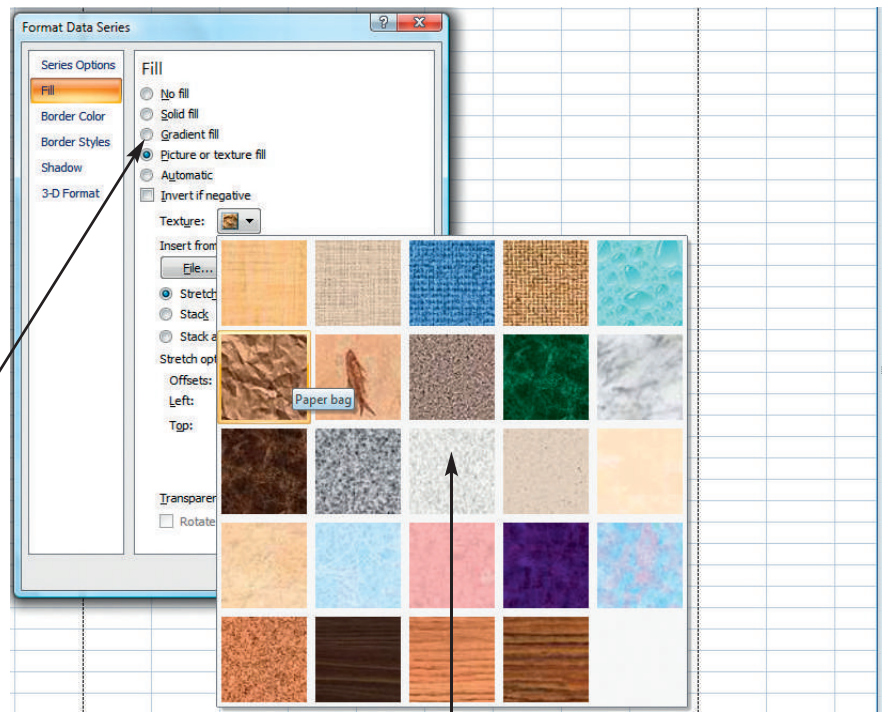 Format Data Series
?
X
Series Options
Fill
Border Color
Border Styles
Shadow
3-D Format
Fill
No fill
Solid fill
Gradient fill
Picture or texture fill
Automatic
Invert if negative
Texture:
Insert from
File...
Stretch
Stack
Stack a
Stretch opt
Offsets:
Left:
Paper bag
Top:
Transparen
Rotate